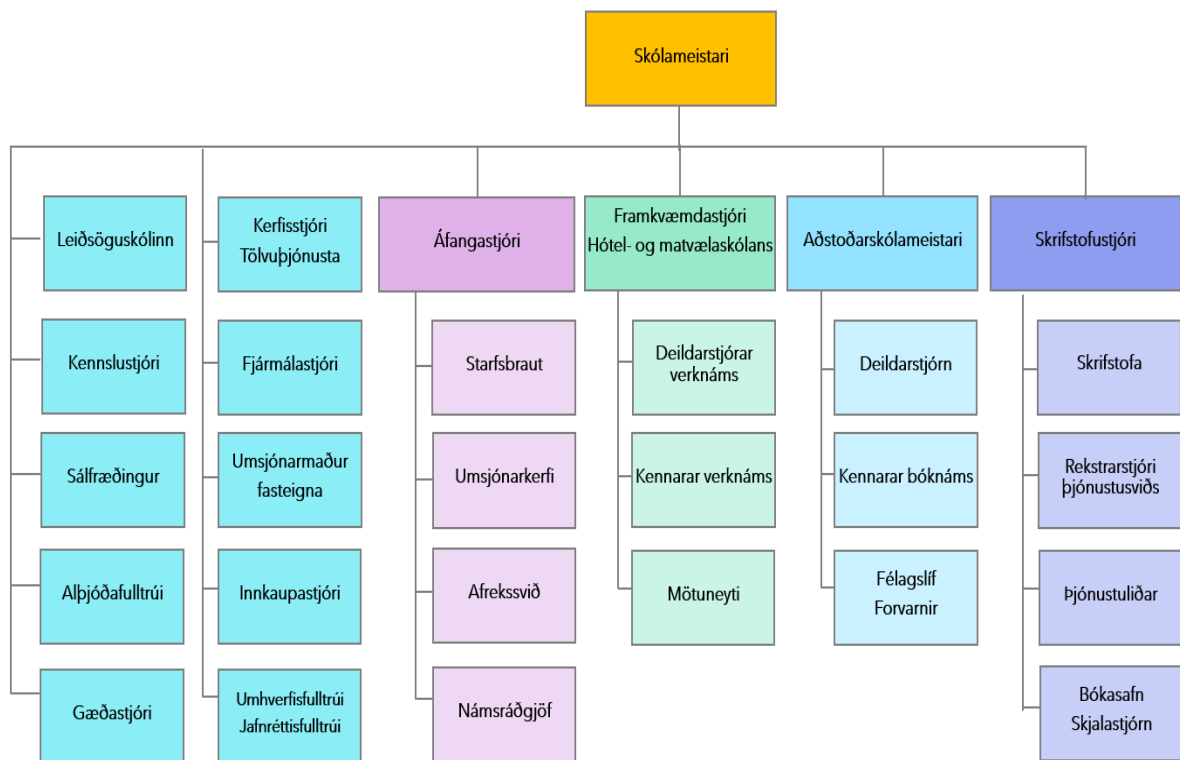 Skólameistari
Leiðsöguskólinn
Kerfisstjóri
Tölvuþjónusta
Áfangastjóri
Framkvæmdastjóri
Hótel- og matvælaskólans
Aðstoðarskólameistari
Skrifstofustjóri
Kennslustjóri
Fjármálastjóri
Starfsbraut
Deildarstjórar
verknáms
Deildarstjórn
Skrifstofa
Sálfræðingur
Umsjónarmaður
fasteigna
Umsjónarkerfi
Kennarar verknáms
Kennarar bóknáms
Rekstrarstjóri
þjónustusviðs
Alþjóðafulltrúi
Innkaupastjóri
Afrekssvið
Mötuneyti
Félagslíf
Forvarnir
Þjónustuliðar
Gæðastjóri
Umhverfisfulltrúi
Jafnréttisfulltrúi
Námsráðgjöf
Bókasafn
Skjalastjórn